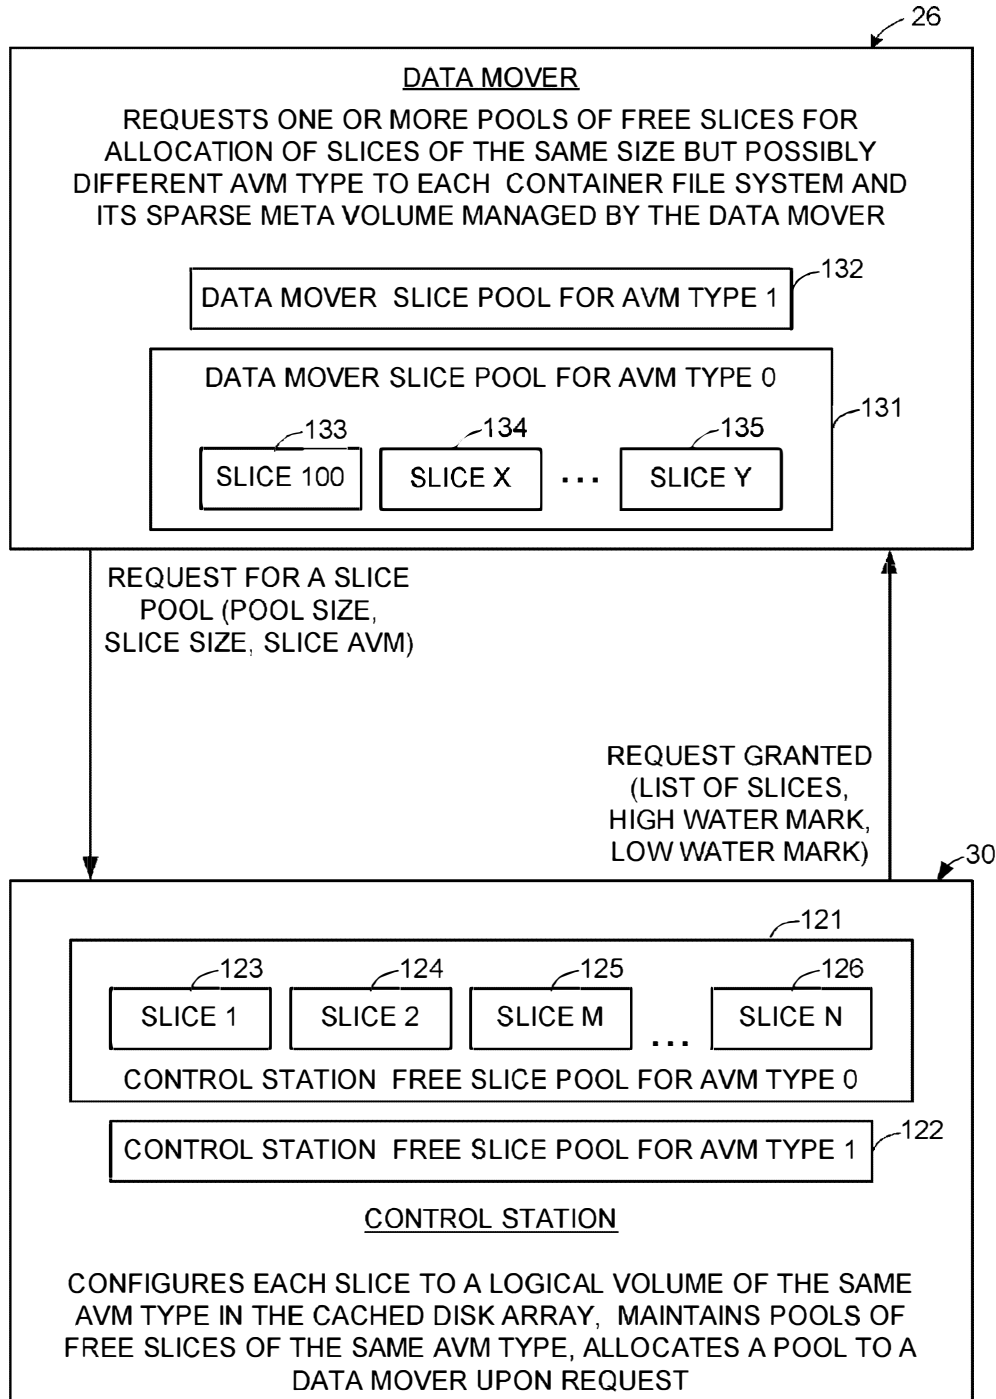 26
DATA MOVER
REQUESTS ONE OR MORE POOLS OF FREE SLICES FOR
ALLOCATION OF SLICES OF THE SAME SIZE BUT POSSIBLY
DIFFERENT AVM TYPE TO EACH CONTAINER FILE SYSTEM AND
ITS SPARSE META VOLUME MANAGED BY THE DATA MOVER
132
DATA MOVER SLICE POOL FOR AVM TYPE 1
DATA MOVER SLICE POOL FOR AVM TYPE 0
131
133
134
135
SLICE 100
SLICE X
...
SLICE Y
REQUEST FOR A SLICE
POOL (POOL SIZE,
SLICE SIZE, SLICE AVM)
REQUEST GRANTED
(LIST OF SLICES,
HIGH WATER MARK,
LOW WATER MARK)
30
121
123
124
125
126
SLICE 1
SLICE 2
SLICE M
...
SLICE N
CONTROL STATION FREE SLICE POOL FOR AVM TYPE 0
122
CONTROL STATION FREE SLICE POOL FOR AVM TYPE 1
CONTROL STATION
CONFIGURES EACH SLICE TO A LOGICAL VOLUME OF THE SAME
AVM TYPE IN THE CACHED DISK ARRAY, MAINTAINS POOLS OF
FREE SLICES OF THE SAME AVM TYPE, ALLOCATES A POOL TO A
DATA MOVER UPON REQUEST